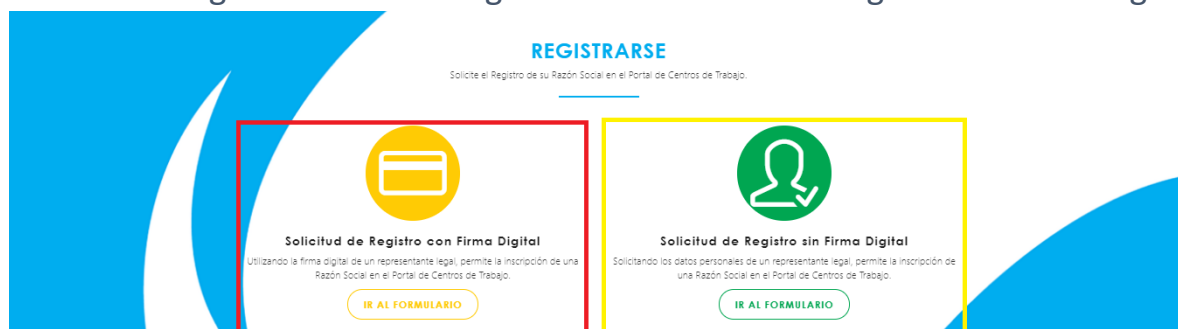 REGISTRARSE
Solicite el Registro de su Razón Social en el Portal de Centros de Trabajo.
Solicitud de Registro con Firma Digital
Utilizando la firma digital de un representante legal, permite la inscripción de una
Razón Social en el Portal de Centros de Trabajo.
IR AL FORMULARIO
Solicitud de Registro sin Firma Digital
Solicitando los datos personales de un representante legal, permite la inscripción de
una Razón Social en el Portal de Centros de Trabajo.
IR AL FORMULARIO